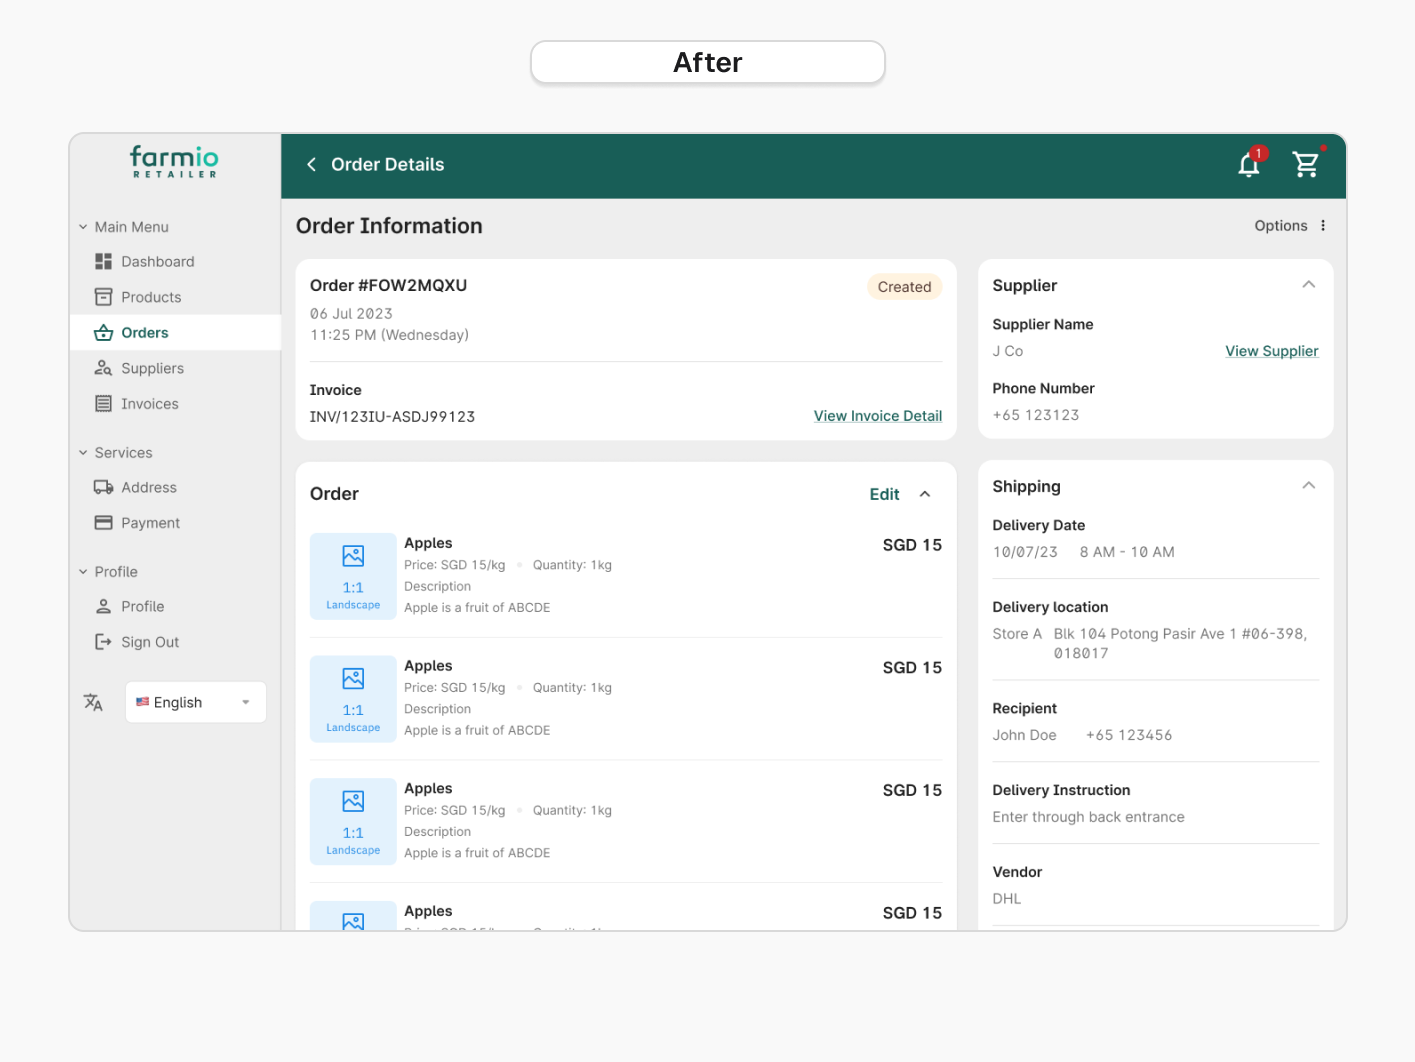 After
farmio
RETAILER
Main Menu
Dashboard
Products
Orders
Suppliers
Invoices
Services
Address
Payment
Profile
Profile
Sign Out
English
Order Details
1
Order Information
Options
Order #FOW2MQXU
Created
06 Jul 2023
11:25 PM (Wednesday)
Invoice
INV/123IU-ASDJ99123
View Invoice Detail
Order
Edit
Apples
SGD 15
Price: SGD 15/kg
Quantity: 1kg
Description
Apple is a fruit of ABCDE
1:1
Landscape
Apples
SGD 15
Price: SGD 15/kg
Quantity: 1kg
Description
Apple is a fruit of ABCDE
1:1
Landscape
Apples
SGD 15
Price: SGD 15/kg
Quantity: 1kg
Description
Apple is a fruit of ABCDE
1:1
Landscape
Apples
SGD 15
Supplier
Supplier Name
J Co
View Supplier
Phone Number
+65 123123
Shipping
Delivery Date
10/07/23 8 AM - 10 AM
Delivery location
Store A Blk 104 Potong Pasir Ave 1 #06-398,
018017
Recipient
John Doe +65 123456
Delivery Instruction
Enter through back entrance
Vendor
DHL